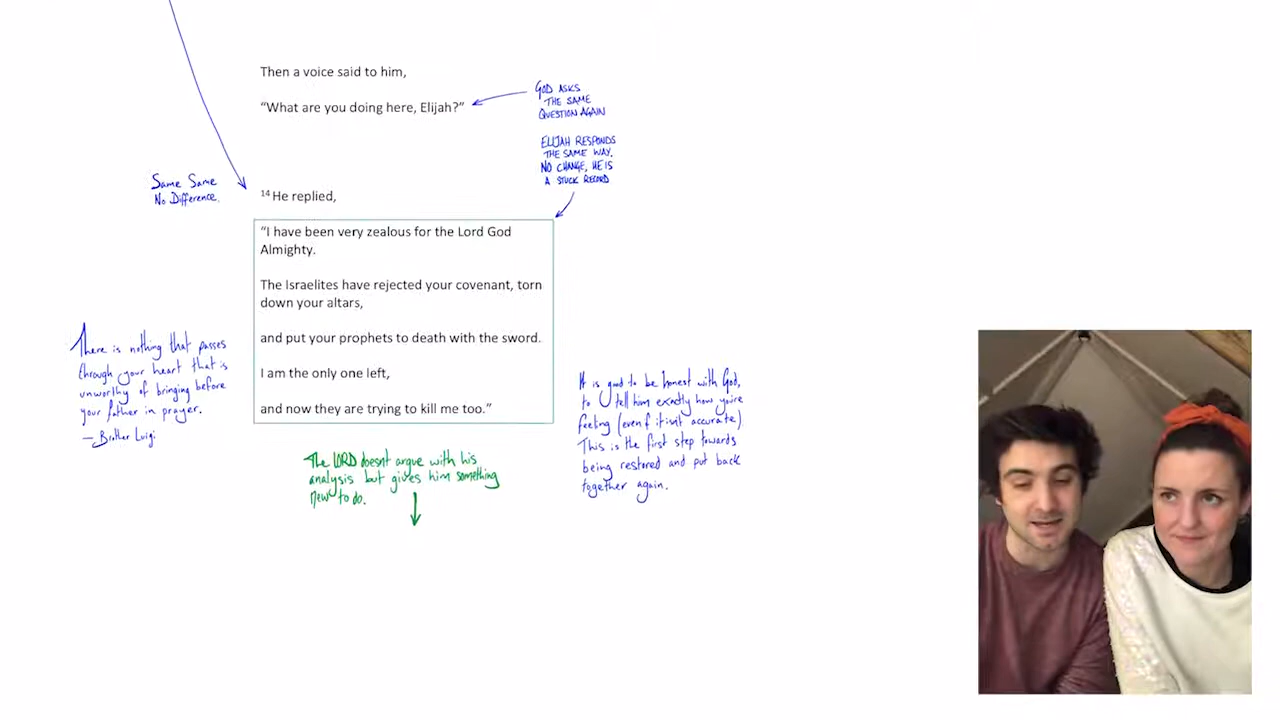 Then a voice said to him,
“What are you doing here, Elijah?”
GOD ASKS
THE SAME
QUESTION AGAIN
ELIJAH RESPONDS
THE SAME WAY.
NO CHANGE, HE IS
A STUCK RECORD
Same Same
No Difference.
14 He replied,
“I have been very zealous for the Lord God
Almighty.
The Israelites have rejected your covenant, torn
down your altars,
and put your prophets to death with the sword.
I am the only one left,
and now they are trying to kill me too.”
There is nothing that passes
through your heart that is
unworthy of bringing before
your father in prayer.
— Brother Luigi
It is good to be honest with God,
to tell him exactly how you're
feeling (even if it isnt accurate).
This is the first step towards
being restored and put back
together again.
The LORD doesnt argue with his
analysis but gives him something
new to do.